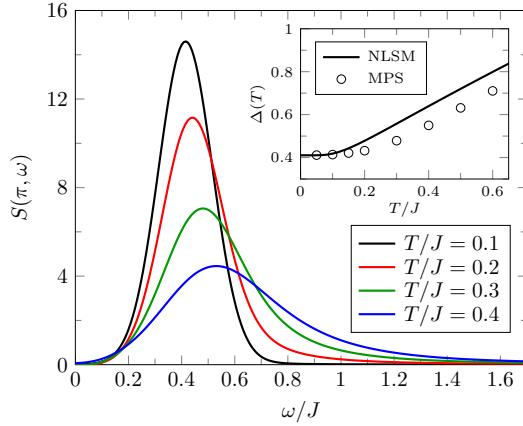 16
12
8
4
0
S(π, ω)
0
0.2
0.4
0.6
0.8
1
1.2
1.4
1.6
ω/J
1
0.8
0.6
0.4
Δ(T)
0
0.2
0.4
0.6
T/J
NLSM
MPS
T/J = 0.1
T/J = 0.2
T/J = 0.3
T/J = 0.4